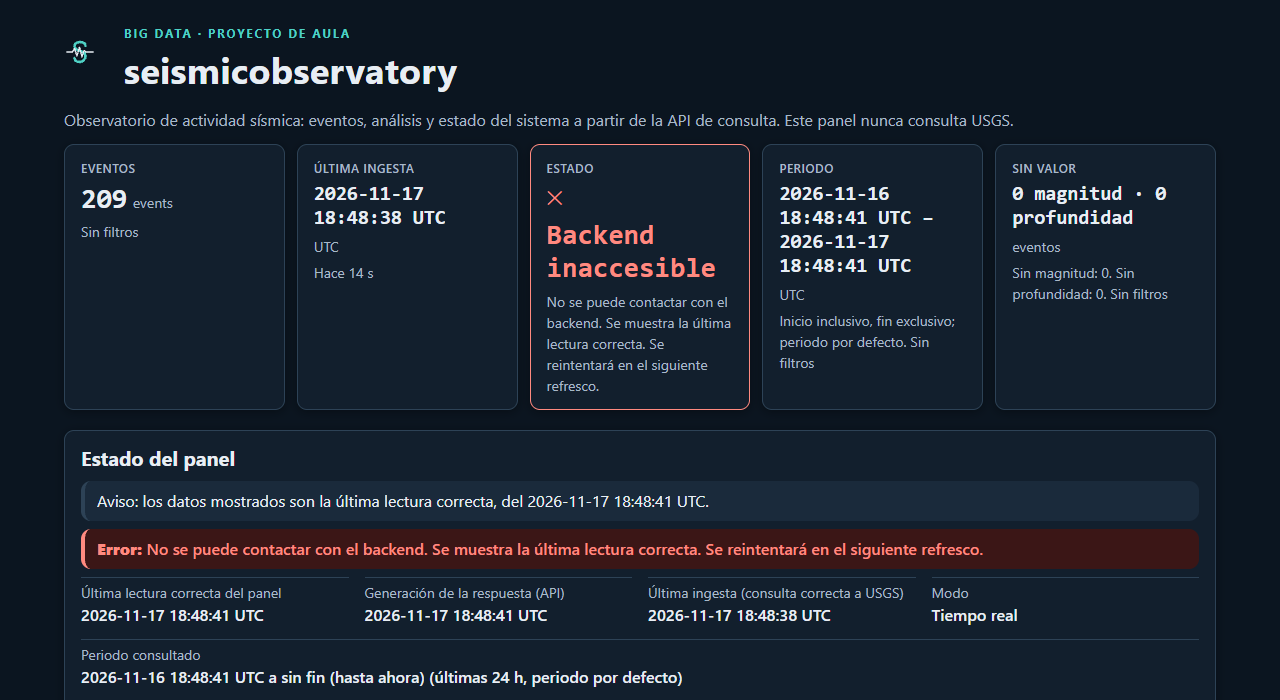 BIG DATA · PROYECTO DE AULA
seismicobservatory
Observatorio de actividad sísmica: eventos, análisis y estado del sistema a partir de la API de consulta. Este panel nunca consulta USGS.
EVENTOS
209 events
Sin filtros
ÚLTIMA INGESTA
2026-11-17
18:48:38 UTC
UTC
Hace 14 s
ESTADO
Backend
inaccesible
No se puede contactar con el
backend. Se muestra la última
lectura correcta. Se
reintentará en el siguiente
refresco.
PERIODO
2026-11-16
18:48:41 UTC –
2026-11-17
18:48:41 UTC
UTC
Inicio inclusivo, fin exclusivo;
periodo por defecto. Sin
filtros
SIN VALOR
0 magnitud · 0
profundidad
eventos
Sin magnitud: 0. Sin
profundidad: 0. Sin filtros
Estado del panel
Aviso: los datos mostrados son la última lectura correcta, del 2026-11-17 18:48:41 UTC.
Error: No se puede contactar con el backend. Se muestra la última lectura correcta. Se reintentará en el siguiente refresco.
Última lectura correcta del panel
2026-11-17 18:48:41 UTC
Generación de la respuesta (API)
2026-11-17 18:48:41 UTC
Última ingesta (consulta correcta a USGS)
2026-11-17 18:48:38 UTC
Modo
Tiempo real
Periodo consultado
2026-11-16 18:48:41 UTC a sin fin (hasta ahora) (últimas 24 h, periodo por defecto)